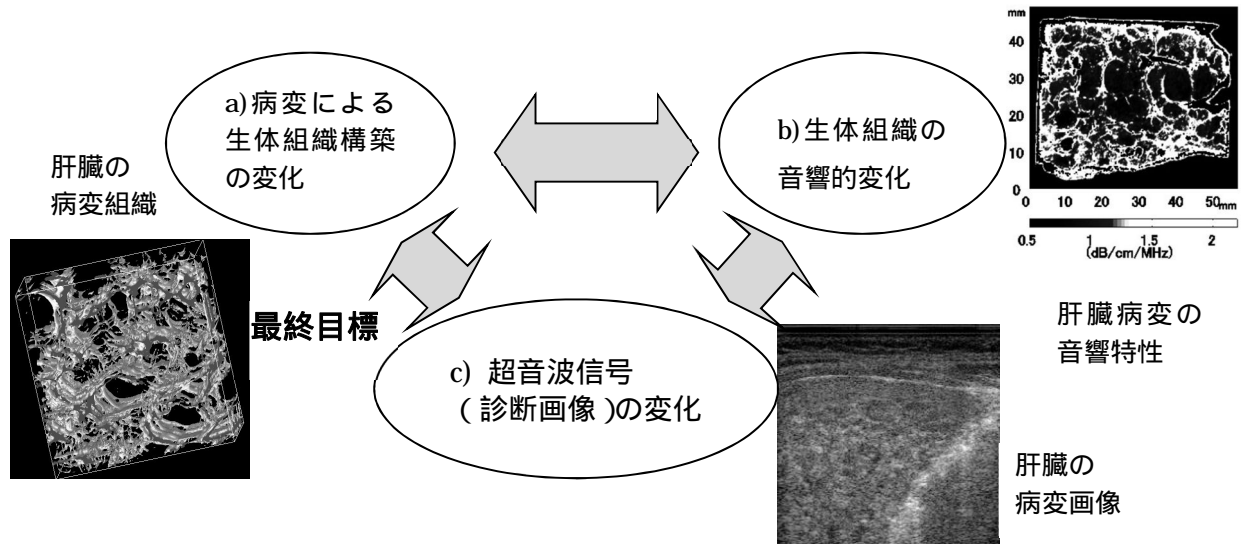 a)病変による
生体組織構築
の変化
肝臓の
病変組織
b)生体組織の
音響的変化
mm
40
30
20
10
0
0 10 20 30 40 50mm
0.5 1 1.5 2
(dB/cm/MHz)
最終目標
c) 超音波信号
(診断画像)の変化
肝臓病変の
音響特性
肝臓の
病変画像